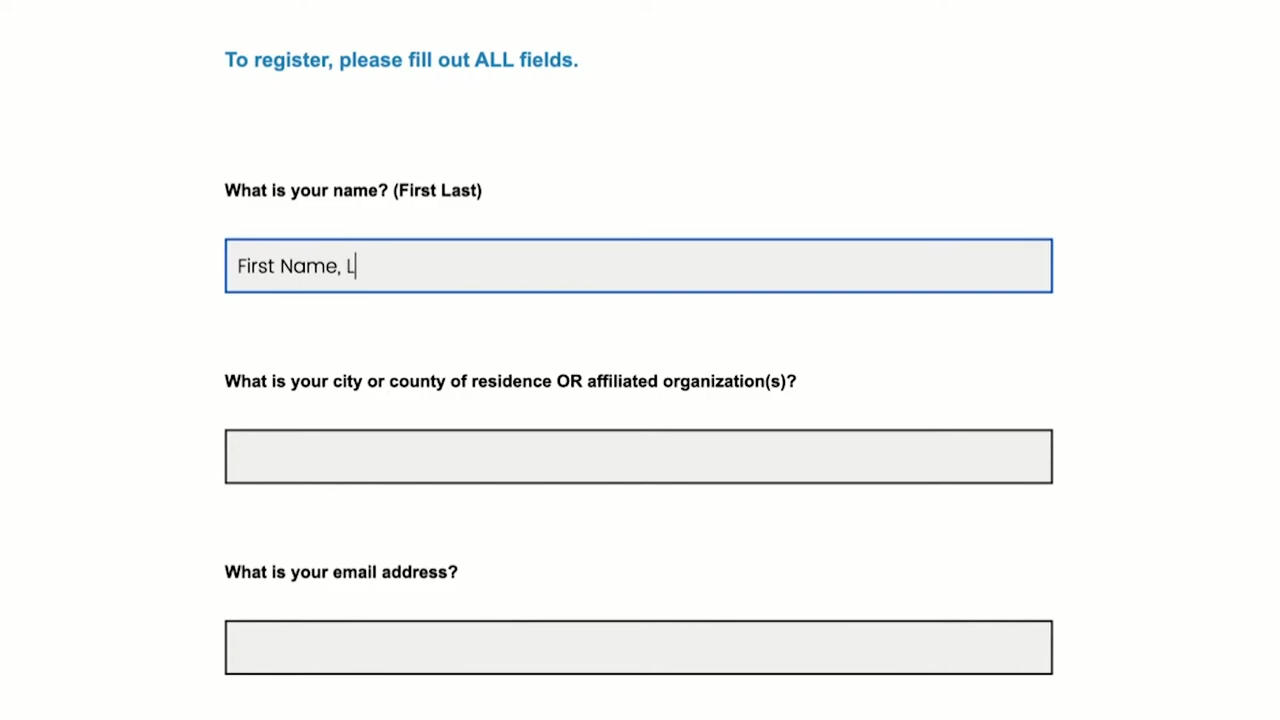 To register, please fill out ALL fields.
What is your name? (First Last)
First Name, L
What is your city or county of residence OR affiliated organization(s)?
What is your email address?